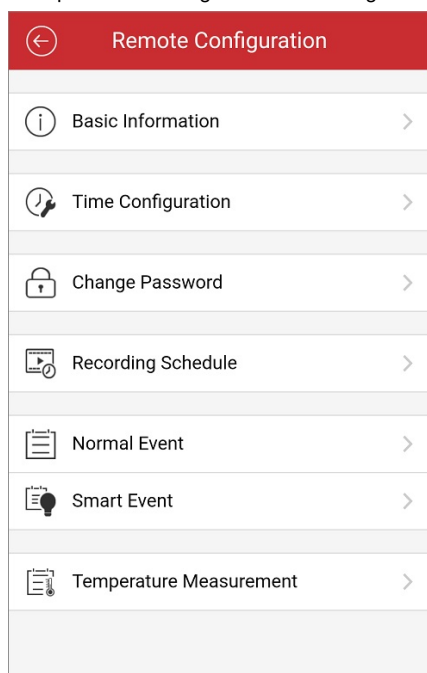 Remote Configuration
Basic Information
Time Configuration
Change Password
Recording Schedule
Normal Event
Smart Event
Temperature Measurement